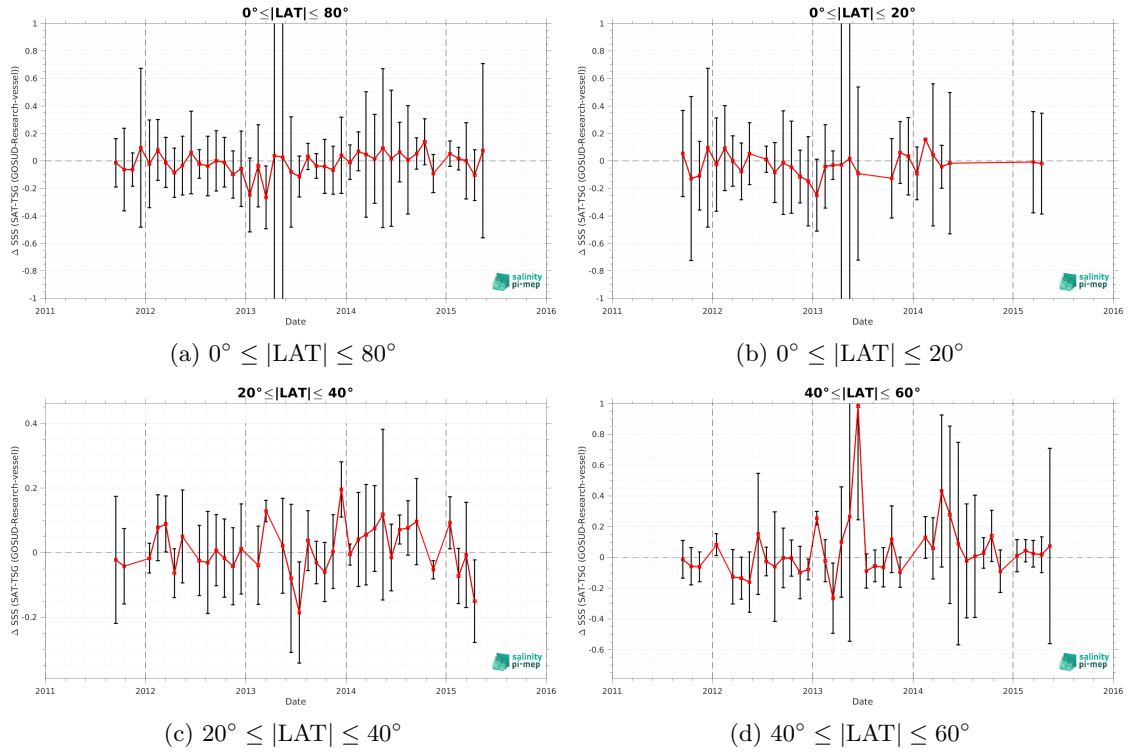 0°≤|LAT|≤ 80°
Δ SSS (SAT-TSG (GOSUD-Research-vessel))
1
0.8
0.6
0.4
0.2
0
-0.2
-0.4
-0.6
-0.8
-1
2011 2012 2013 2014 2015 2016
Date
salinity
pi-mep
(a) 0° ≤ |LAT| ≤ 80°
0°≤|LAT|≤ 20°
Δ SSS (SAT-TSG (GOSUD-Research-vessel))
1
0.8
0.6
0.4
0.2
0
-0.2
-0.4
-0.6
-0.8
-1
2011 2012 2013 2014 2015 2016
Date
salinity
pi-mep
(b) 0° ≤ |LAT| ≤ 20°
20°≤|LAT|≤ 40°
Δ SSS (SAT-TSG (GOSUD-Research-vessel))
0.4
0.2
0
-0.2
2011 2012 2013 2014 2015 2016
Date
salinity
pi-mep
(c) 20° ≤ |LAT| ≤ 40°
40°≤|LAT|≤ 60°
Δ SSS (SAT-TSG (GOSUD-Research-vessel))
1
0.8
0.6
0.4
0.2
0
-0.2
-0.4
-0.6
2011 2012 2013 2014 2015 2016
Date
salinity
pi-mep
(d) 40° ≤ |LAT| ≤ 60°